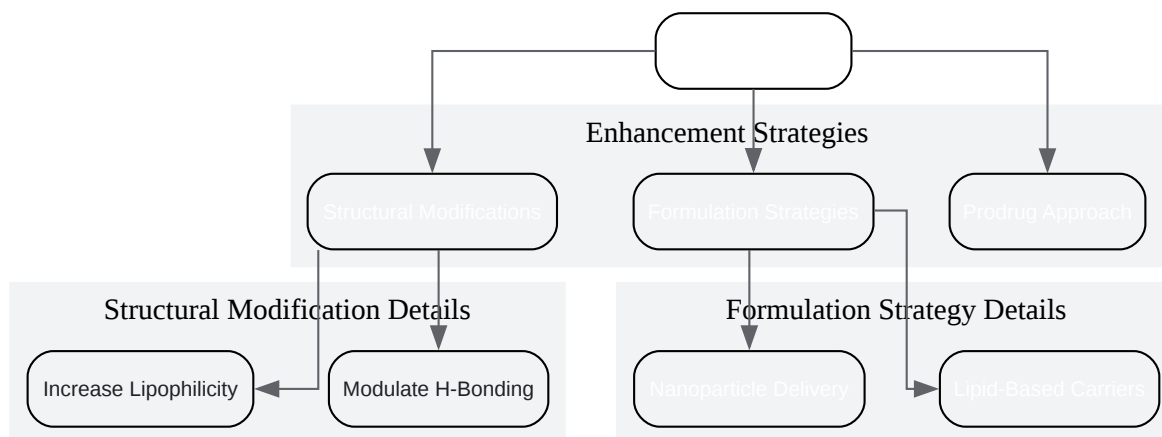 Enhancement Strategies
Structural Modifications
Formulation Strategies
Prodrug Approach
Structural Modification Details
Formulation Strategy Details
Increase Lipophilicity
Modulate H-Bonding
Nanoparticle Delivery
Lipid-Based Carriers